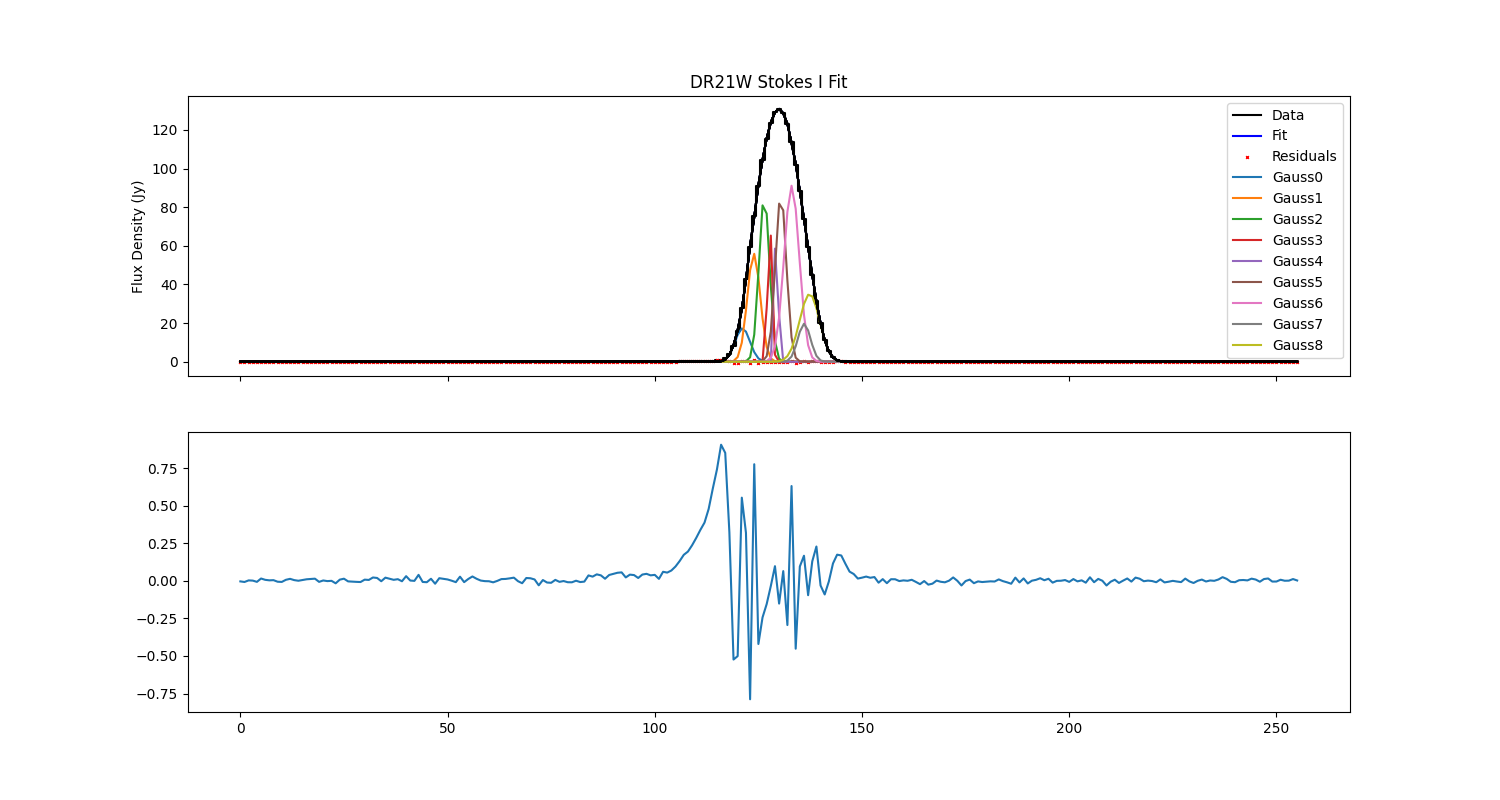 DR21W Stokes I Fit
Flux Density (Jy)
120
100
80
60
40
20
0
Data
Fit
Residuals
Gauss0
Gauss1
Gauss2
Gauss3
Gauss4
Gauss5
Gauss6
Gauss7
Gauss8
0.75
0.50
0.25
0.00
−0.25
−0.50
−0.75
0 50 100 150 200 250